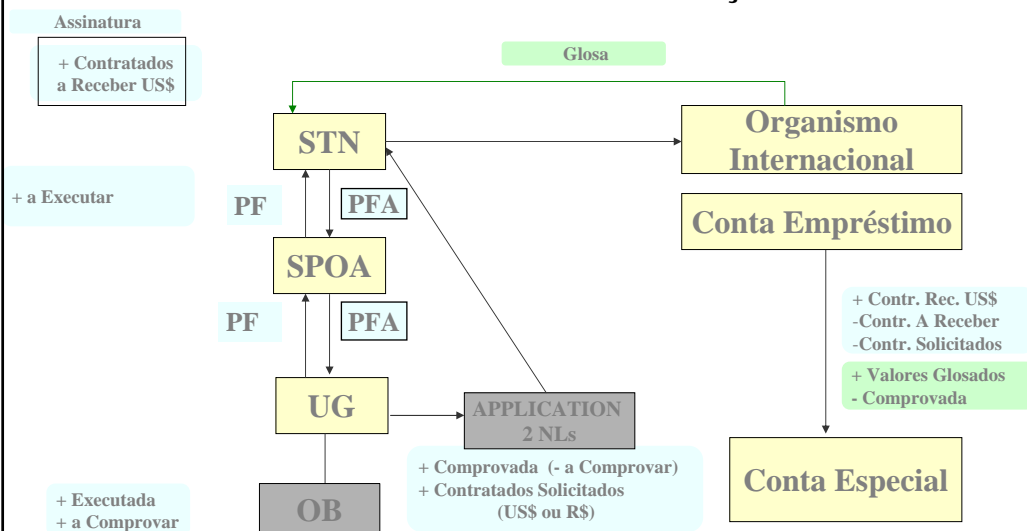 Assinatura
+ Contratados
a Receber US$
Glosa
STN
Organismo
Internacional
+ a Executar
PF
PFA
Conta Empréstimo
SPOA
PF
PFA
+ Contr. Rec. US$
-Contr. A Receber
-Contr. Solicitados
+ Valores Glosados
- Comprovada
UG
APPLICATION
2 NLs
+ Comprovada (- a Comprovar)
+ Contratados Solicitados
(US$ ou R$)
Conta Especial
+ Executada
+ a Comprovar
OB